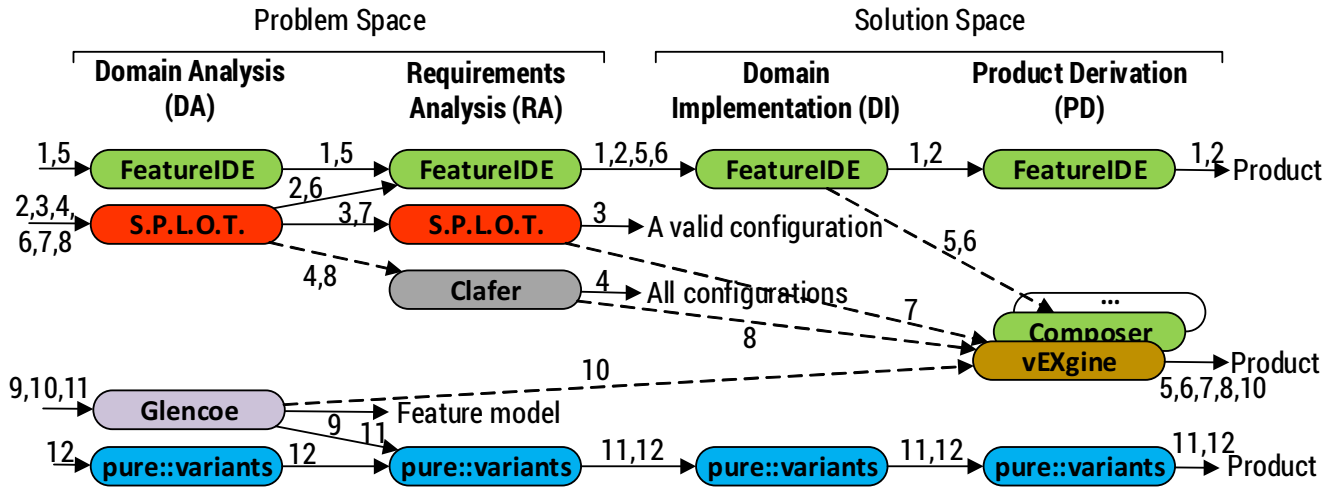 Problem Space
Solution Space
Domain Analysis
(DA)
Requirements
Analysis (RA)
Domain
Implementation (DI)
Product Derivation
(PD)
1,5
FeatureIDE
1,5
FeatureIDE
1,2,5,6
FeatureIDE
1,2
FeatureIDE
1,2
Product
2,6
2,3,4,
6,7,8
S.P.L.O.T.
3,7
S.P.L.O.T.
3
A valid configuration
5,6
4,8
Clafer
4
All configurations
7
8
...
Composer
vEXgine
Product
5,6,7,8,10
10
9,10,11
Glencoe
Feature model
9
11
12
pure::variants
12
pure::variants
11,12
pure::variants
11,12
pure::variants
11,12
Product